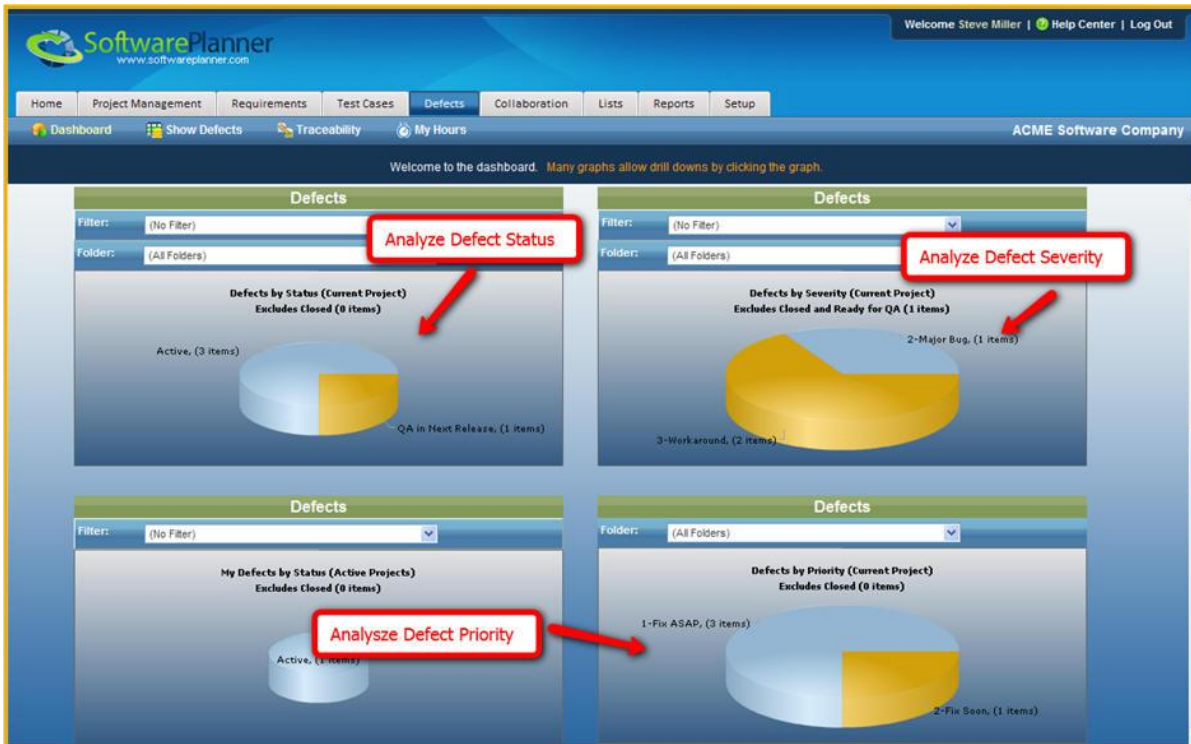 Welcome Steve Miller | Help Center | Log Out
SoftwarePlanner
www.softwareplanner.com
Home Project Management Requirements Test Cases Defects Collaboration Lists Reports Setup
Dashboard Show Defects Traceability My Hours ACME Software Company
Welcome to the dashboard. Many graphs allow drill downs by clicking the graph.
Defects
Filter: (No Filter)
Folder: (All Folders)
Analyze Defect Status
Defects by Status (Current Project)
Excludes Closed (0 items)
Active, (3 items)
QA in Next Release, (1 items)
Defects
Filter: (No Filter)
Folder: (All Folders)
Analyze Defect Severity
Defects by Severity (Current Project)
Excludes Closed and Ready for QA (1 items)
2-Major Bug, (1 items)
3-Workaround, (2 items)
Defects
Filter: (No Filter)
My Defects by Status (Active Projects)
Excludes Closed (0 items)
Analysze Defect Priority
Active, (1 items)
Defects
Folder: (All Folders)
Defects by Priority (Current Project)
Excludes Closed (0 items)
1-Fix ASAP, (3 items)
2-Fix Soon, (1 items)